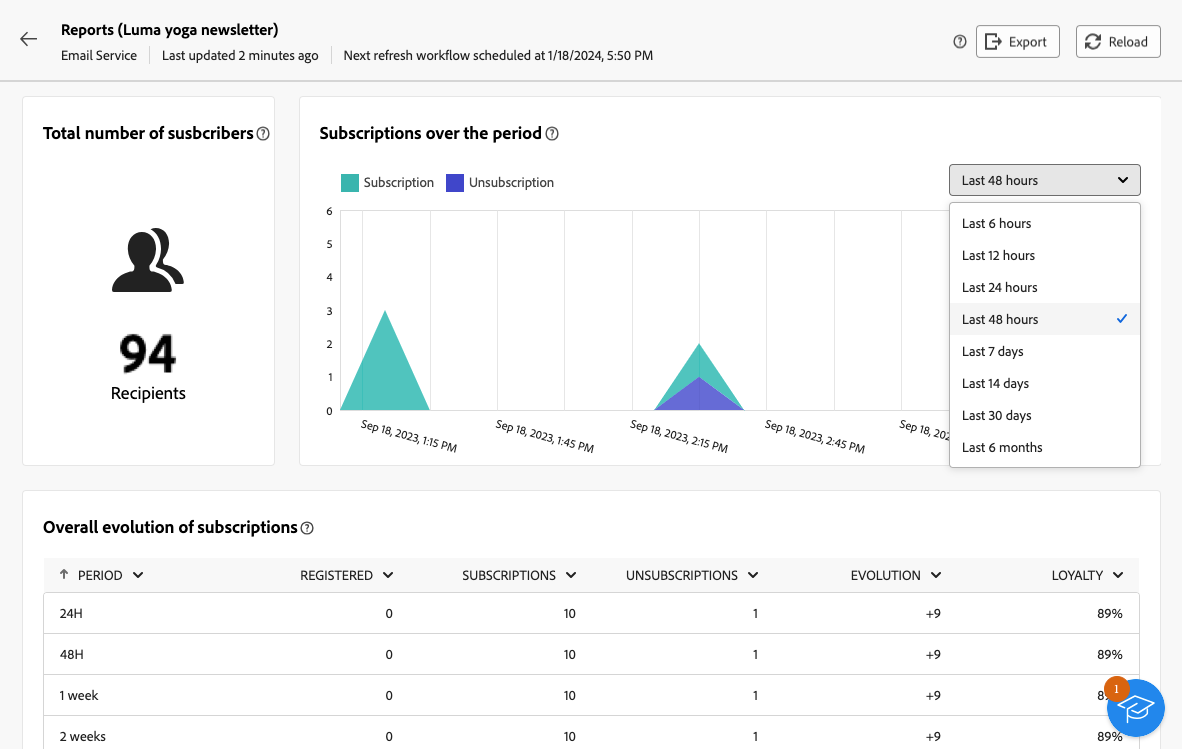 Reports (Luma yoga newsletter)
Email Service
Last updated 2 minutes ago
Next refresh workflow scheduled at 1/18/2024, 5:50 PM
Export
Reload
Total number of susbcribers
94
Recipients
Subscriptions over the period
Subscription
Unsubscription
Last 48 hours
Last 6 hours
Last 12 hours
Last 24 hours
Last 48 hours
Last 7 days
Last 14 days
Last 30 days
Last 6 months
6
5
4
3
2
1
0
Sep 18, 2023, 1:15 PM
Sep 18, 2023, 1:45 PM
Sep 18, 2023, 2:15 PM
Sep 18, 2023, 2:45 PM
Sep 18, 202
Overall evolution of subscriptions
PERIOD REGISTERED SUBSCRIPTIONS UNSUBSCRIPTIONS EVOLUTION LOYALTY
24H 0 10 1 +9 89%
48H 0 10 1 +9 89%
1 week 0 10 1 +9 8
2 weeks 0 10 1 +9 89%
1